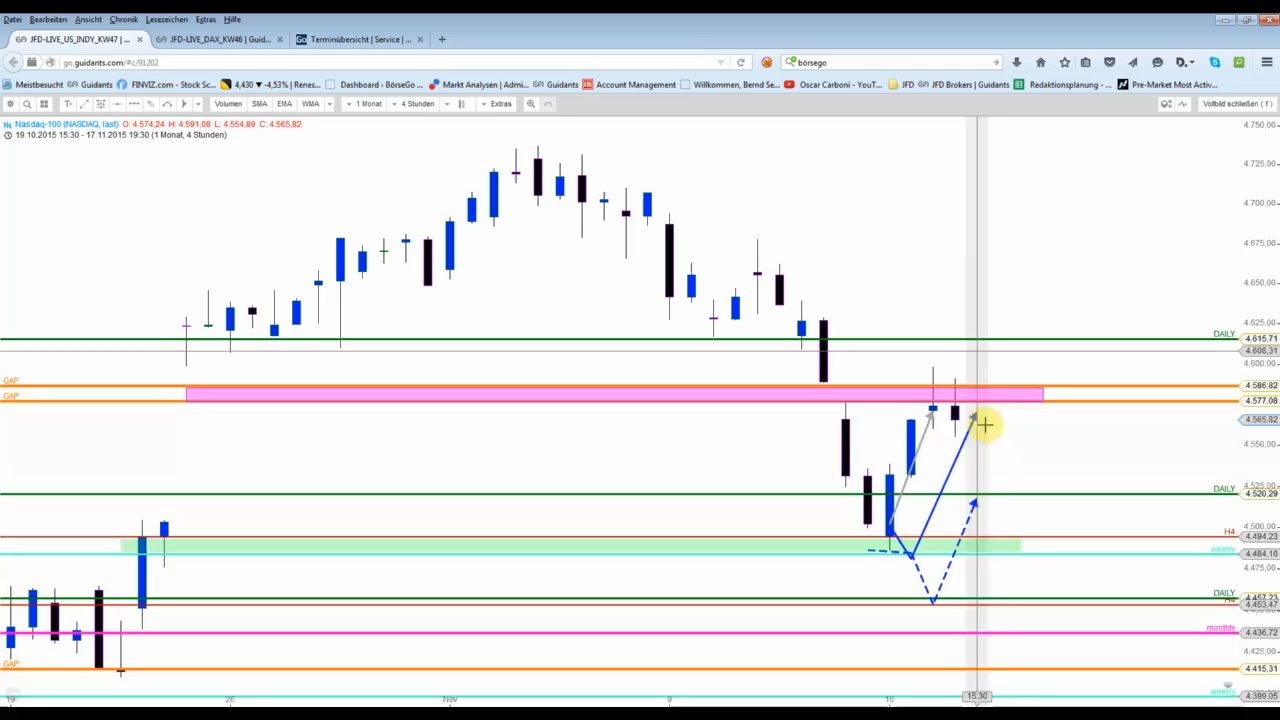 Datei Bearbeiten Ansicht Chronik Lesezeichen Extras Hilfe
JFD-LIVE_US_INDY_KW47 | ... JFD-LIVE_DAX_KW46 | Guid... Terminübersicht | Service | ...
go.guidants.com/#c/91202 börsego
Meistbesucht Guidants FINVIZ.com - Stock Sc... 4,430 ▼ -4,53% | Renes... Dashboard - BörseGo ... Markt Analysen | Admin... Guidants Account Management Willkommen, Bernd Se... Oscar Carboni - YouT... JFD JFD Brokers | Guidants Redaktionsplanung - ... Pre-Market Most Activ...
Volumen SMA EMA WMA 1 Monat 4 Stunden Extras Vollbild schließen ( f )
Nasdaq-100 (NASDAQ, last) O: 4.574,24 H: 4.591,08 L: 4.554,89 C: 4.565,82
19.10.2015 15:30 - 17.11.2015 19:30 (1 Monat, 4 Stunden)
4.750,00
4.725,00
4.700,00
4.675,00
4.650,00
4.625,00
DAILY 4.615,71
4.608,31
4.600,00
GAP 4.586,82
GAP 4.577,08
4.565,82
4.550,00
4.525,00
DAILY 4.520,29
4.500,00
H4 4.494,23
weekly 4.484,10
4.475,00
DAILY 4.457,23
H4 4.453,47
monthly 4.436,72
4.425,00
GAP 4.415,31
weekly 4.399,05
19 26 Nov 9 16 15:30